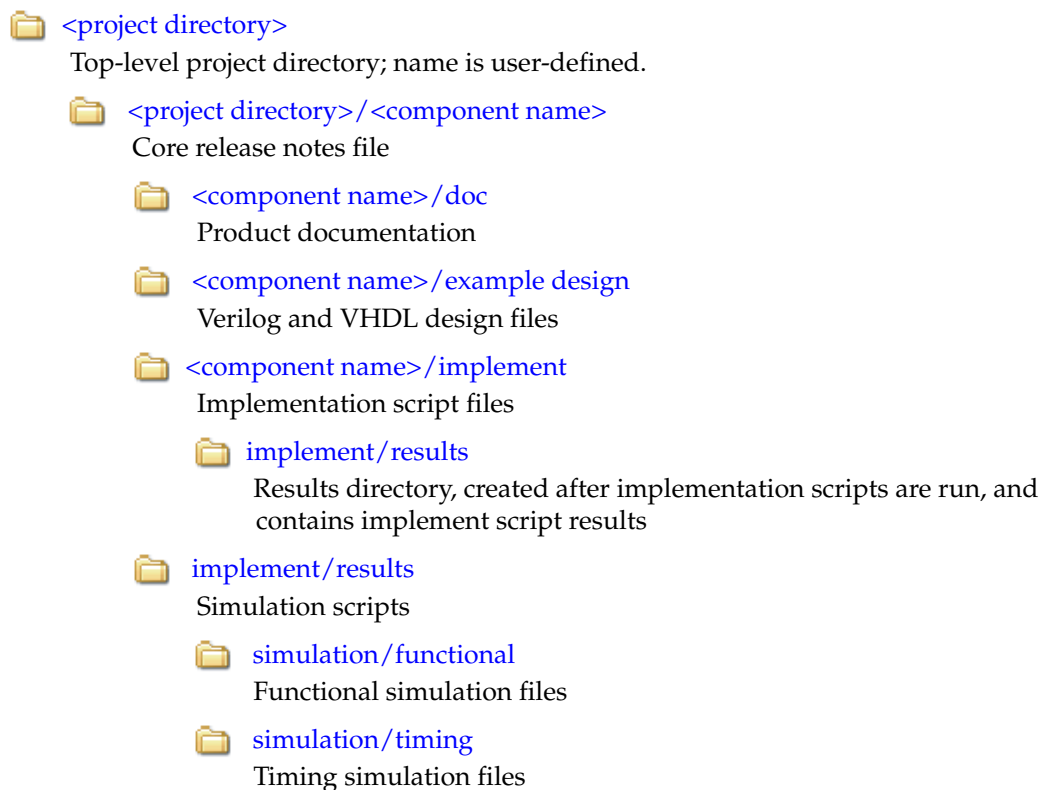 <project directory>
Top-level project directory; name is user-defined.
<project directory>/<component name>
Core release notes file
<component name>/doc
Product documentation
<component name>/example design
Verilog and VHDL design files
<component name>/implement
Implementation script files
implement/results
Results directory, created after implementation scripts are run, and
contains implement script results
implement/results
Simulation scripts
simulation/functional
Functional simulation files
simulation/timing
Timing simulation files